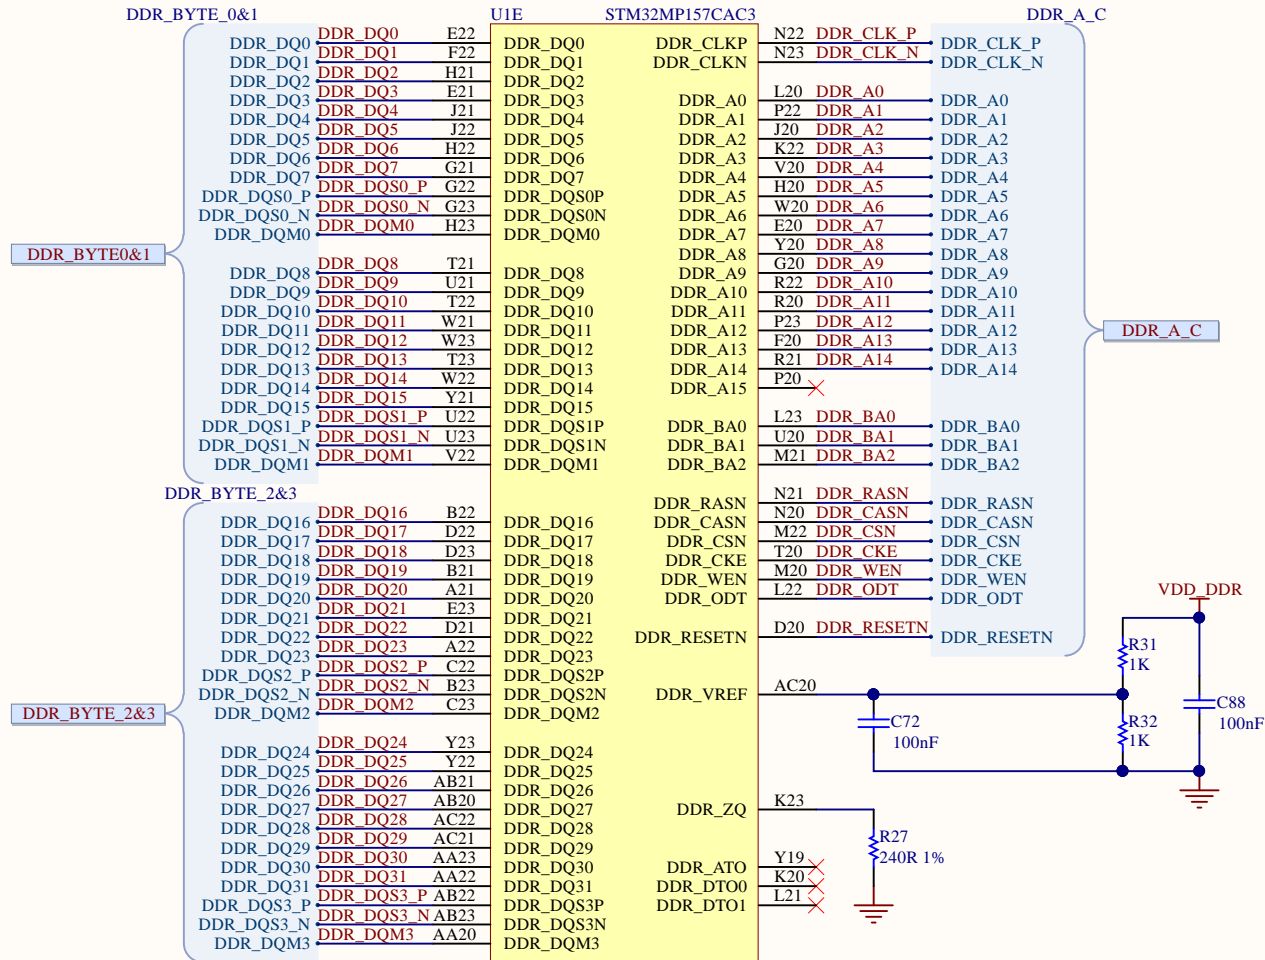 DDR_BYTE_0&1 U1E STM32MP157CAC3 DDR_A_C
DDR_DQ0 DDR_DQ0 E22 DDR_DQ0 DDR_CLKP N22 DDR_CLK_P DDR_CLK_P
DDR_DQ1 DDR_DQ1 F22 DDR_DQ1 DDR_CLKN N23 DDR_CLK_N DDR_CLK_N
DDR_DQ2 DDR_DQ2 H21 DDR_DQ2
DDR_DQ3 DDR_DQ3 E21 DDR_DQ3 DDR_A0 L20 DDR_A0 DDR_A0
DDR_DQ4 DDR_DQ4 J21 DDR_DQ4 DDR_A1 P22 DDR_A1 DDR_A1
DDR_DQ5 DDR_DQ5 J22 DDR_DQ5 DDR_A2 J20 DDR_A2 DDR_A2
DDR_DQ6 DDR_DQ6 H22 DDR_DQ6 DDR_A3 K22 DDR_A3 DDR_A3
DDR_DQ7 DDR_DQ7 G21 DDR_DQ7 DDR_A4 V20 DDR_A4 DDR_A4
DDR_DQS0_P DDR_DQS0_P G22 DDR_DQS0P DDR_A5 H20 DDR_A5 DDR_A5
DDR_DQS0_N DDR_DQS0_N G23 DDR_DQS0N DDR_A6 W20 DDR_A6 DDR_A6
DDR_DQM0 DDR_DQM0 H23 DDR_DQM0 DDR_A7 E20 DDR_A7 DDR_A7
DDR_BYTE0&1 DDR_A8 Y20 DDR_A8 DDR_A8
DDR_DQ8 DDR_DQ8 T21 DDR_DQ8 DDR_A9 G20 DDR_A9 DDR_A9
DDR_DQ9 DDR_DQ9 U21 DDR_DQ9 DDR_A10 R22 DDR_A10 DDR_A10
DDR_DQ10 DDR_DQ10 T22 DDR_DQ10 DDR_A11 R20 DDR_A11 DDR_A11
DDR_DQ11 DDR_DQ11 W21 DDR_DQ11 DDR_A12 P23 DDR_A12 DDR_A12 DDR_A_C
DDR_DQ12 DDR_DQ12 W23 DDR_DQ12 DDR_A13 F20 DDR_A13 DDR_A13
DDR_DQ13 DDR_DQ13 T23 DDR_DQ13 DDR_A14 R21 DDR_A14 DDR_A14
DDR_DQ14 DDR_DQ14 W22 DDR_DQ14 DDR_A15 P20
DDR_DQ15 DDR_DQ15 Y21 DDR_DQ15
DDR_DQS1_P DDR_DQS1_P U22 DDR_DQS1P DDR_BA0 L23 DDR_BA0 DDR_BA0
DDR_DQS1_N DDR_DQS1_N U23 DDR_DQS1N DDR_BA1 U20 DDR_BA1 DDR_BA1
DDR_DQM1 DDR_DQM1 V22 DDR_DQM1 DDR_BA2 M21 DDR_BA2 DDR_BA2
DDR_BYTE_2&3
DDR_RASN N21 DDR_RASN DDR_RASN
DDR_DQ16 DDR_DQ16 B22 DDR_DQ16 DDR_CASN N20 DDR_CASN DDR_CASN
DDR_DQ17 DDR_DQ17 D22 DDR_DQ17 DDR_CSN M22 DDR_CSN DDR_CSN
DDR_DQ18 DDR_DQ18 D23 DDR_DQ18 DDR_CKE T20 DDR_CKE DDR_CKE
DDR_DQ19 DDR_DQ19 B21 DDR_DQ19 DDR_WEN M20 DDR_WEN DDR_WEN
DDR_DQ20 DDR_DQ20 A21 DDR_DQ20 DDR_ODT L22 DDR_ODT DDR_ODT VDD_DDR
DDR_DQ21 DDR_DQ21 E23 DDR_DQ21
DDR_DQ22 DDR_DQ22 D21 DDR_DQ22 DDR_RESETN D20 DDR_RESETN DDR_RESETN R31
DDR_DQ23 DDR_DQ23 A22 DDR_DQ23 1K
DDR_DQS2_P DDR_DQS2_P C22 DDR_DQS2P
DDR_DQS2_N DDR_DQS2_N B23 DDR_DQS2N DDR_VREF AC20
DDR_BYTE_2&3 DDR_DQM2 DDR_DQM2 C23 DDR_DQM2
C72 R32 C88
100nF 1K 100nF
DDR_DQ24 DDR_DQ24 Y23 DDR_DQ24
DDR_DQ25 DDR_DQ25 Y22 DDR_DQ25
DDR_DQ26 DDR_DQ26 AB21 DDR_DQ26
DDR_DQ27 DDR_DQ27 AB20 DDR_DQ27 DDR_ZQ K23
DDR_DQ28 DDR_DQ28 AC22 DDR_DQ28 R27
DDR_DQ29 DDR_DQ29 AC21 DDR_DQ29 240R 1%
DDR_DQ30 DDR_DQ30 AA23 DDR_DQ30 DDR_ATO Y19
DDR_DQ31 DDR_DQ31 AA22 DDR_DQ31 DDR_DTO0 K20
DDR_DQS3_P DDR_DQS3_P AB22 DDR_DQS3P DDR_DTO1 L21
DDR_DQS3_N DDR_DQS3_N AB23 DDR_DQS3N
DDR_DQM3 DDR_DQM3 AA20 DDR_DQM3